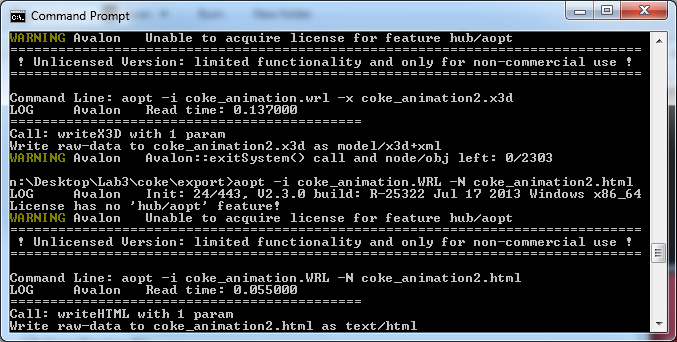 Burn
New folder
Command Prompt
WARNING Avalon   Unable to acquire license for feature hub/aopt
================================================================
! Unlicensed Version: limited functionality and only for non-commercial use !
================================================================
Command Line: aopt -i coke_animation.wrl -x coke_animation2.x3d
LOG     Avalon   Read time: 0.137000
===========================================
Call: writeX3D with 1 param
Write raw-data to coke_animation2.x3d as model/x3d+xml
WARNING Avalon   Avalon::exitSystem() call and node/obj left: 0/2303
n:\Desktop\Lab3\coke\export>aopt -i coke_animation.WRL -N coke_animation2.html
LOG     Avalon   Init: 24/443, V2.3.0 build: R-25322 Jul 17 2013 Windows x86_64
License has no 'hub/aopt' feature!
WARNING Avalon   Unable to acquire license for feature hub/aopt
================================================================
! Unlicensed Version: limited functionality and only for non-commercial use !
================================================================
Command Line: aopt -i coke_animation.WRL -N coke_animation2.html
LOG     Avalon   Read time: 0.055000
===========================================
Call: writeHTML with 1 param
Write raw-data to coke_animation2.html as text/html